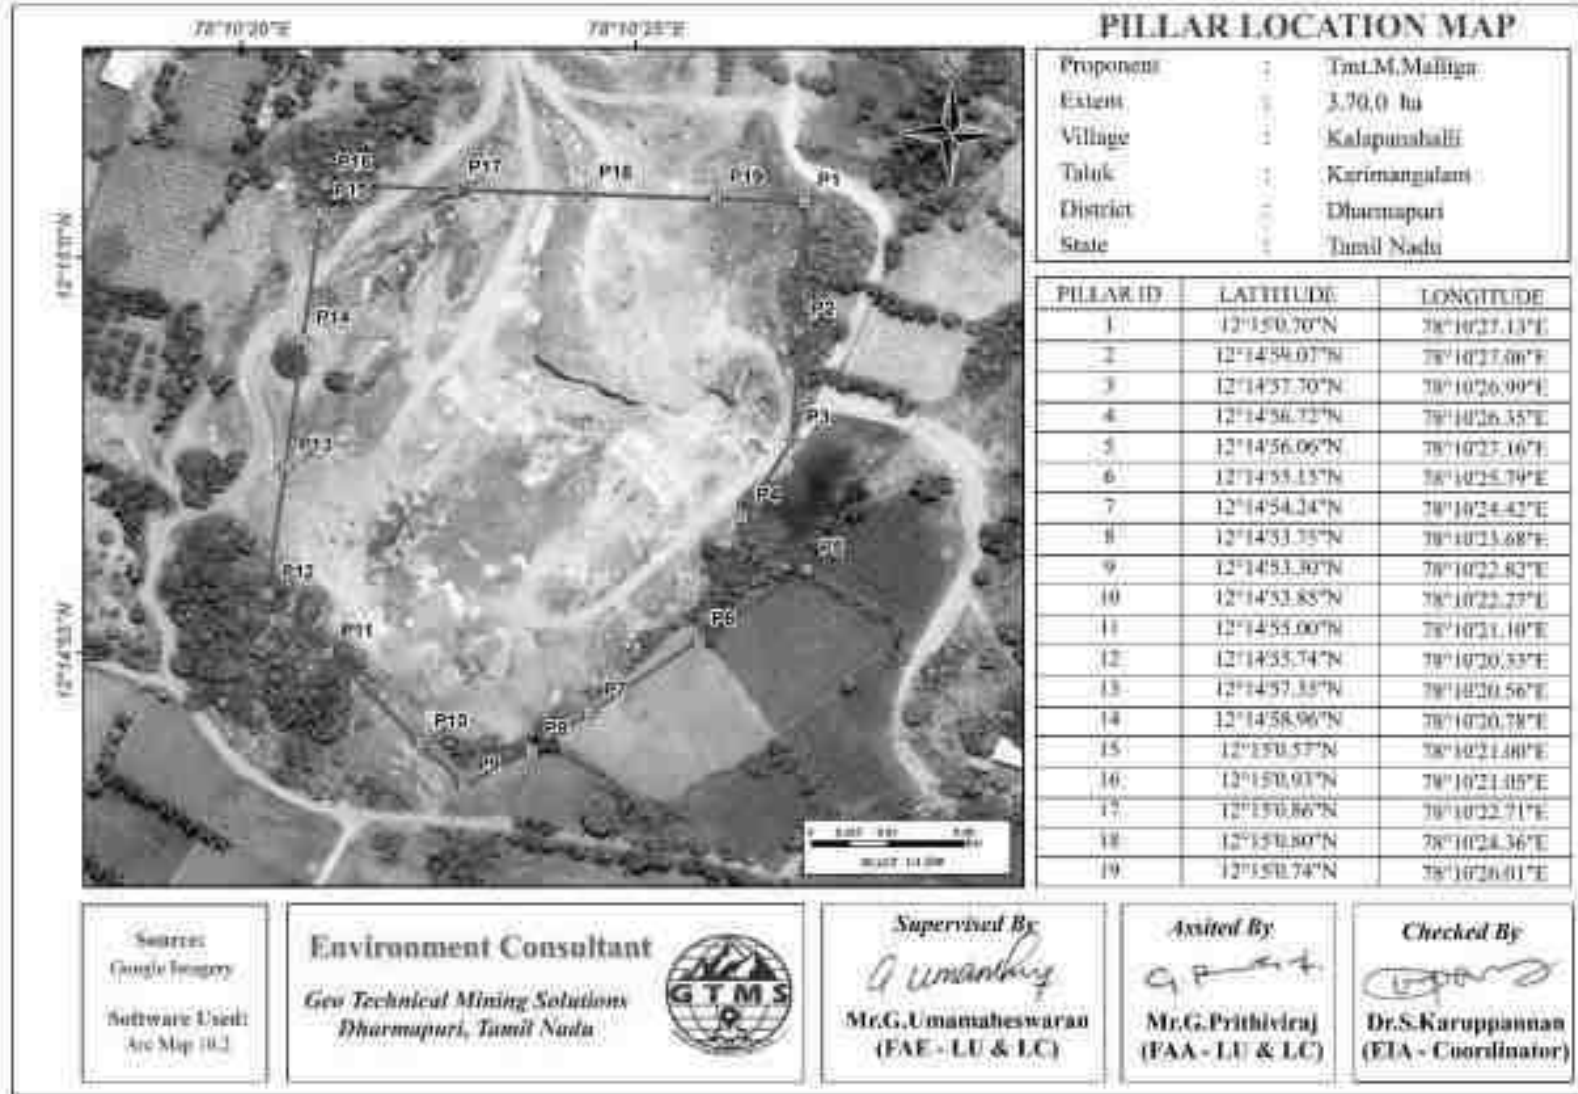 PILLAR LOCATION MAP
78°10'20"E 78°10'25"E
12°15'0"N
12°14'55"N
Proponent : Tmt.M.Malliga
Extent : 3.70.0 ha
Village : Kalapanahalli
Taluk : Karimangalam
District : Dharmapuri
State : Tamil Nadu
PILLAR ID LATTITUDE LONGITUDE
1 12°15'0.70"N 78°10'27.13"E
2 12°14'59.07"N 78°10'27.06"E
3 12°14'57.70"N 78°10'26.99"E
4 12°14'56.72"N 78°10'26.35"E
5 12°14'56.06"N 78°10'27.16"E
6 12°14'55.15"N 78°10'25.79"E
7 12°14'54.24"N 78°10'24.42"E
8 12°14'53.75"N 78°10'23.68"E
9 12°14'53.30"N 78°10'22.82"E
10 12°14'53.85"N 78°10'22.27"E
11 12°14'55.00"N 78°10'21.10"E
12 12°14'55.74"N 78°10'20.33"E
13 12°14'57.35"N 78°10'20.56"E
14 12°14'58.96"N 78°10'20.78"E
15 12°15'0.57"N 78°10'21.00"E
16 12°15'0.93"N 78°10'21.05"E
17 12°15'0.86"N 78°10'22.71"E
18 12°15'0.80"N 78°10'24.36"E
19 12°15'0.74"N 78°10'26.01"E
P16
P15
P17
P18
P19
P1
P2
P14
P3
P13
P4
P5
P12
P6
P11
P7
P10
P8
P9
Source:
Google Imagery
Software Used:
Arc Map 10.2
Environment Consultant
Geo Technical Mining Solutions
Dharmapuri, Tamil Nadu
GTMS
Supervised By
Mr.G.Umamaheswaran
(FAE - LU & LC)
Assited By
Mr.G.Prithiviraj
(FAA - LU & LC)
Checked By
Dr.S.Karuppannan
(EIA - Coordinator)